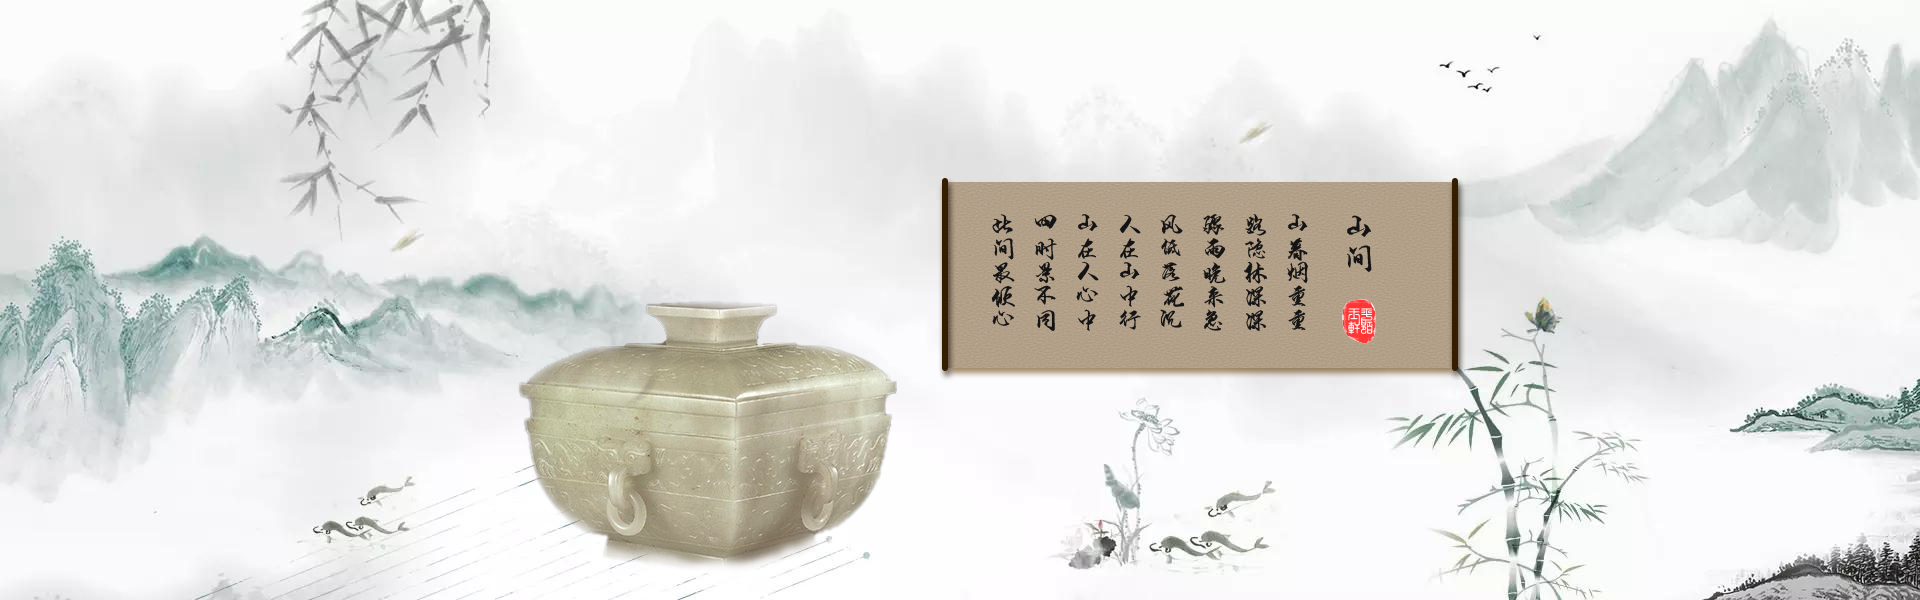 山间
山暮烟重重
路隐林深深
骤雨晚来急
风低落花沉
人在山中行
山在人心中
四时景不同
此间最倾心